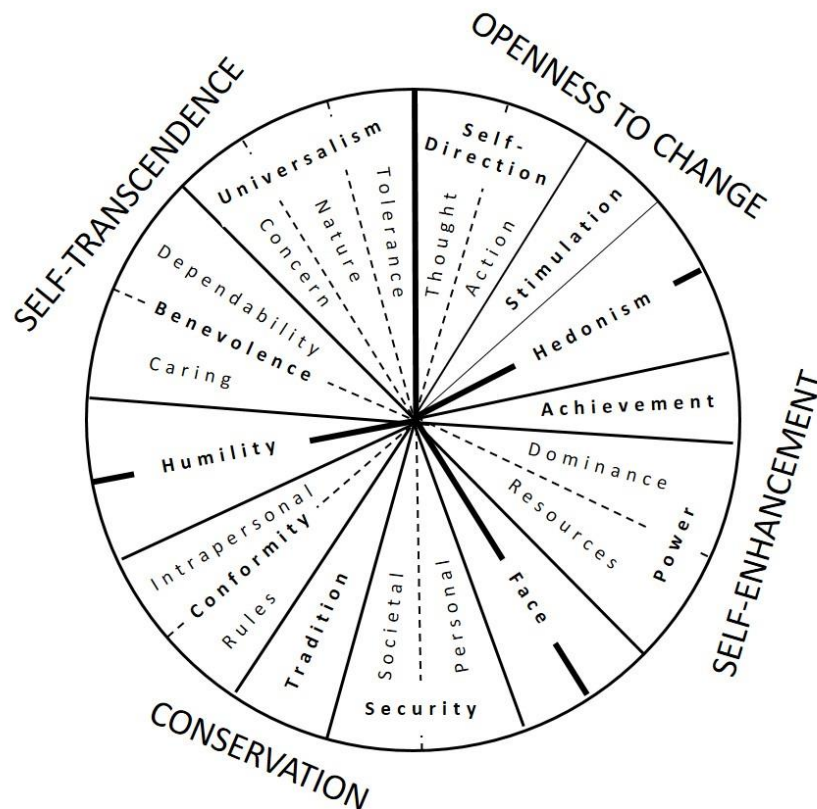 OPENNESS TO CHANGE
SELF-TRANSCENDENCE
SELF-ENHANCEMENT
CONSERVATION
Self-
Direction
Thought
Action
Stimulation
Hedonism
Achievement
Dominance
Resources
Power
Face
Personal
Societal
Security
Tradition
Rules
Conformity
Intrapersonal
Humility
Caring
Benevolence
Dependability
Universalism
Concern
Nature
Tolerance